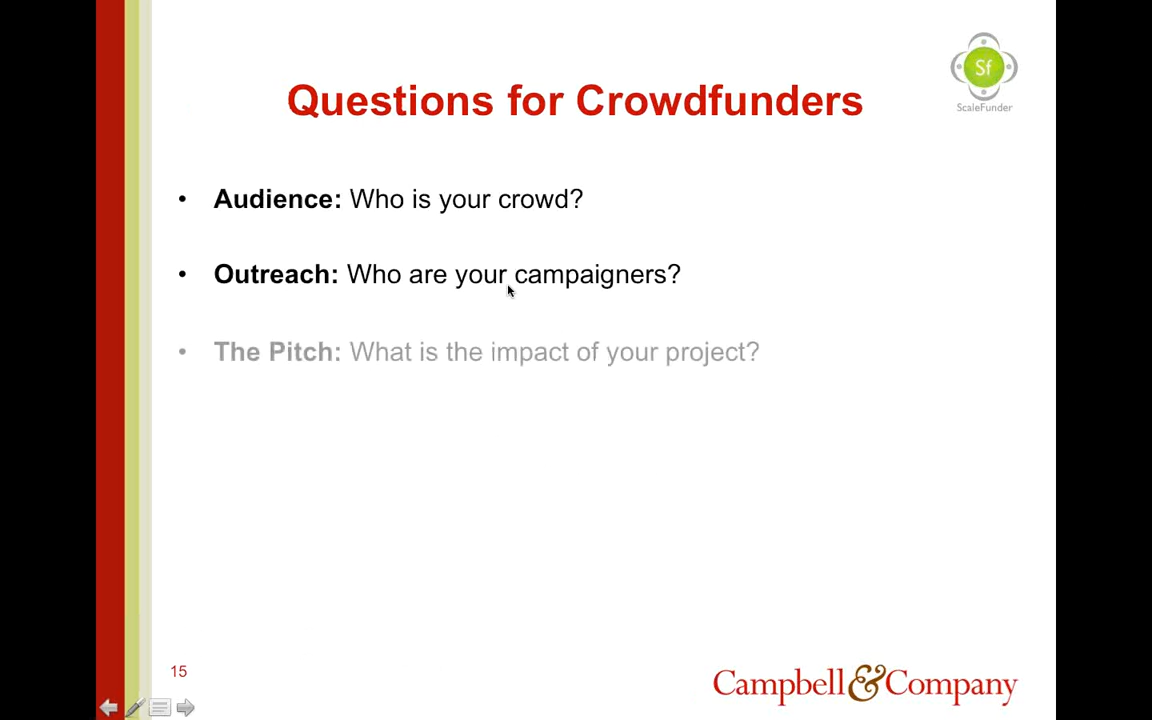 Sf
ScaleFunder
Questions for Crowdfunders
• Audience: Who is your crowd?
• Outreach: Who are your campaigners?
• The Pitch: What is the impact of your project?
15
Campbell&Company